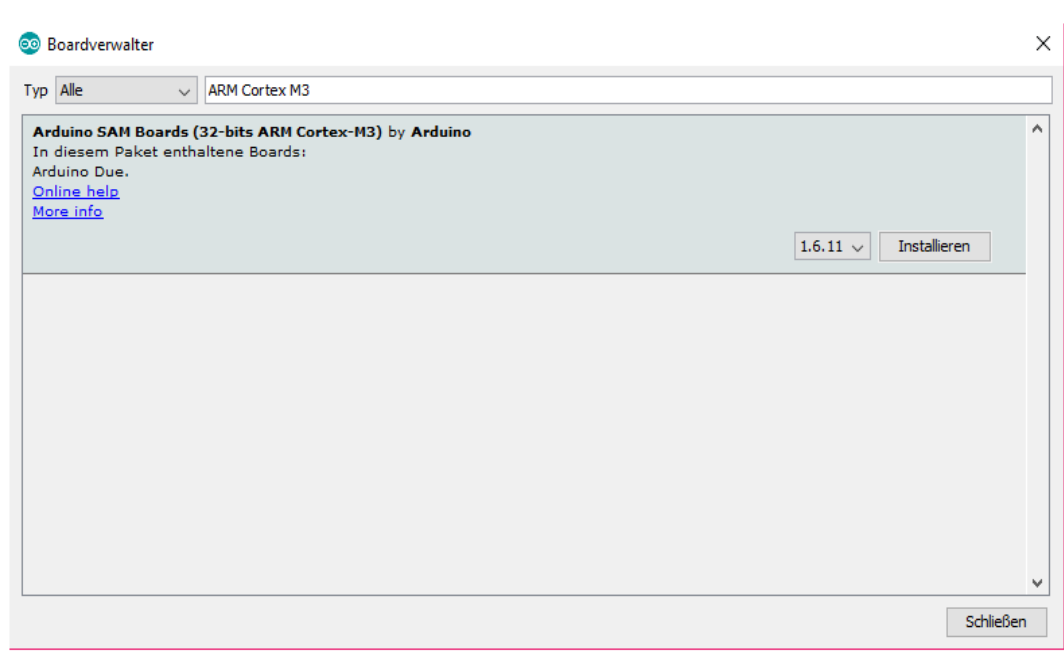 Boardverwalter
Typ Alle ARM Cortex M3
Arduino SAM Boards (32-bits ARM Cortex-M3) by Arduino
In diesem Paket enthaltene Boards:
Arduino Due.
Online help
More info
1.6.11 Installieren
Schließen